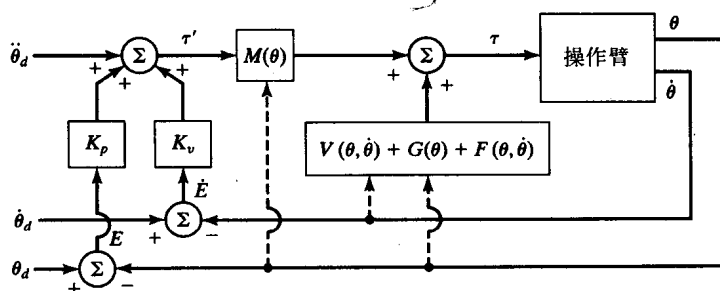 θ
θ̈_d
Σ
τ′
M(θ)
Σ
τ
操作臂
+
+
+
+
+
θ̇
K_p
K_v
V(θ, θ̇) + G(θ) + F(θ, θ̇)
Ė
θ̇_d
Σ
+
−
E
θ_d
Σ
+
−